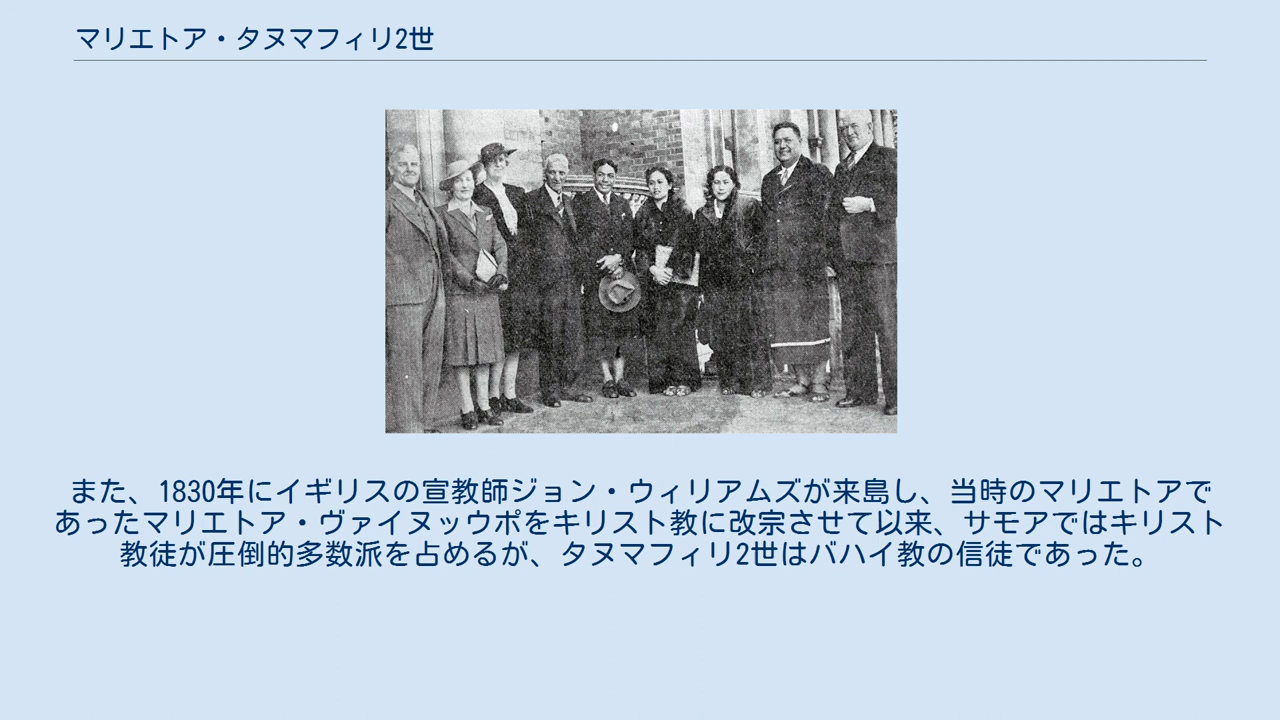 マリエトア・タヌマフィリ2世
また、1830年にイギリスの宣教師ジョン・ウィリアムズが来島し、当時のマリエトアで
あったマリエトア・ヴァイヌッウポをキリスト教に改宗させて以来、サモアではキリスト
教徒が圧倒的多数派を占めるが、タヌマフィリ2世はバハイ教の信徒であった。